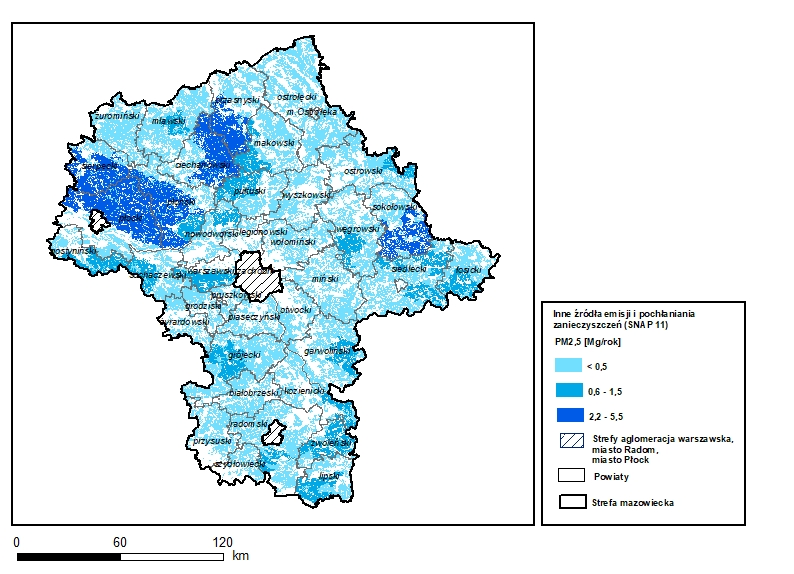 ostrołęcki
przasnyski
m. Ostrołęka
żuromiński
mławski
makowski
ciechanowski
sierpecki
ostrowski
pułtuski
wyszkowski
płoński
sokołowski
płocki
węgrowski
nowodworski
legionowski
wołomiński
gostyniński
siedlecki
łosicki
sochaczewski
warszawski zachodni
miński
pruszkowski
grodziski
otwocki
piaseczyński
żyrardowski
garwoliński
grójecki
białobrzeski
kozienicki
radomski
przysuski
zwoleński
szydłowiecki
lipski
Inne źródła emisji i pochłaniania
zanieczyszczeń (SNAP 11)
PM2,5 [Mg/rok]
< 0,5
0,6 - 1,5
2,2 - 5,5
Strefy aglomeracja warszawska,
miasto Radom,
miasto Płock
Powiaty
Strefa mazowiecka
0 60 120
km